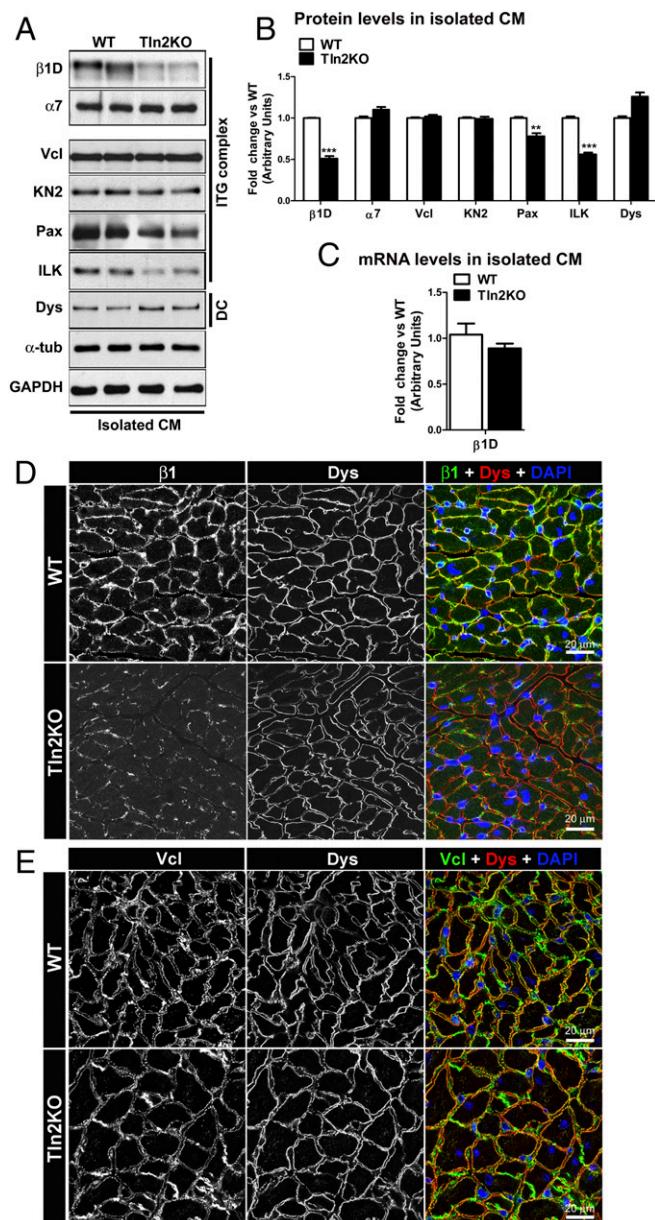 A
WT Tln2KO
β1D
α7
Vcl
KN2
Pax
ILK
Dys
α-tub
GAPDH
ITG complex
DC
Isolated CM
B
Protein levels in isolated CM
WT
Tln2KO
Fold change vs WT
(Arbitrary Units)
1.5
1.0
0.5
0.0
***
**
***
β1D α7 Vcl KN2 Pax ILK Dys
C
mRNA levels in isolated CM
WT
Tln2KO
Fold change vs WT
(Arbitrary Units)
1.5
1.0
0.5
0.0
β1D
D
β1 Dys β1 + Dys + DAPI
WT
20 µm
Tln2KO
20 µm
E
Vcl Dys Vcl + Dys + DAPI
WT
20 µm
Tln2KO
20 µm